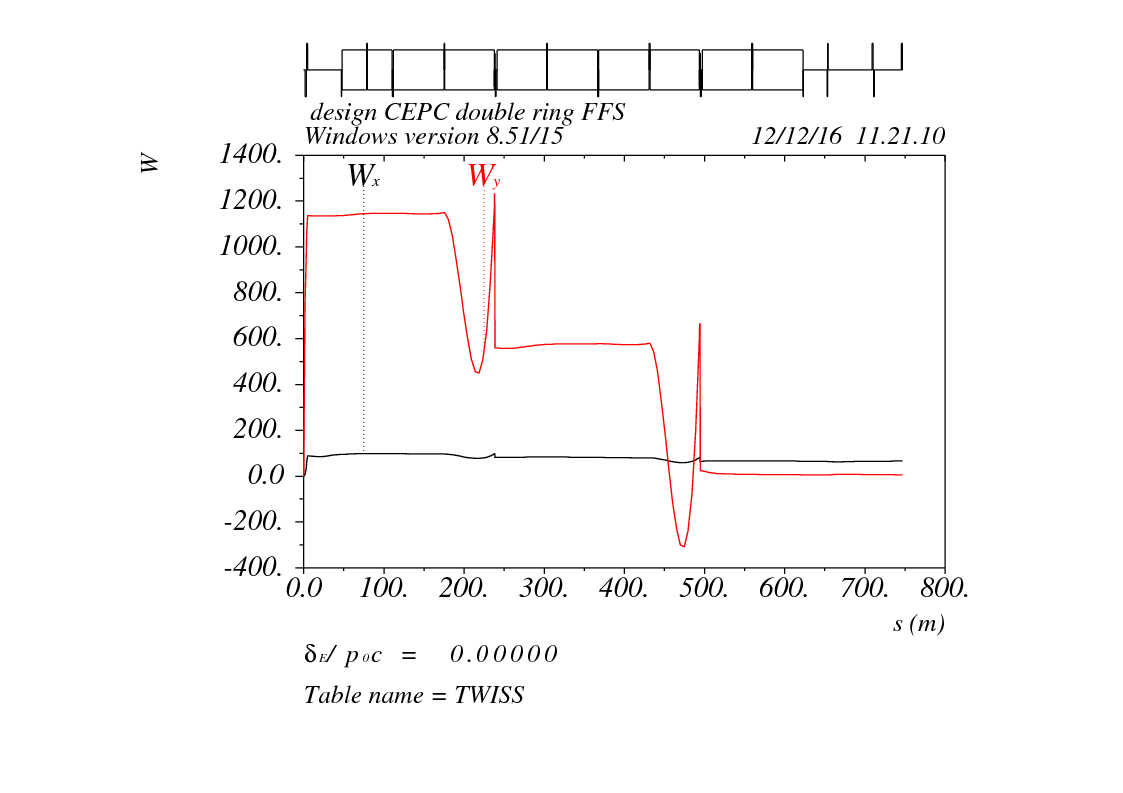 design CEPC double ring FFS
Windows version 8.51/15 12/12/16 11.21.10
W
1400.
Wx Wy
1200.
1000.
800.
600.
400.
200.
0.0
-200.
-400.
0.0 100. 200. 300. 400. 500. 600. 700. 800.
s (m)
δE/ p0c = 0.00000
Table name = TWISS